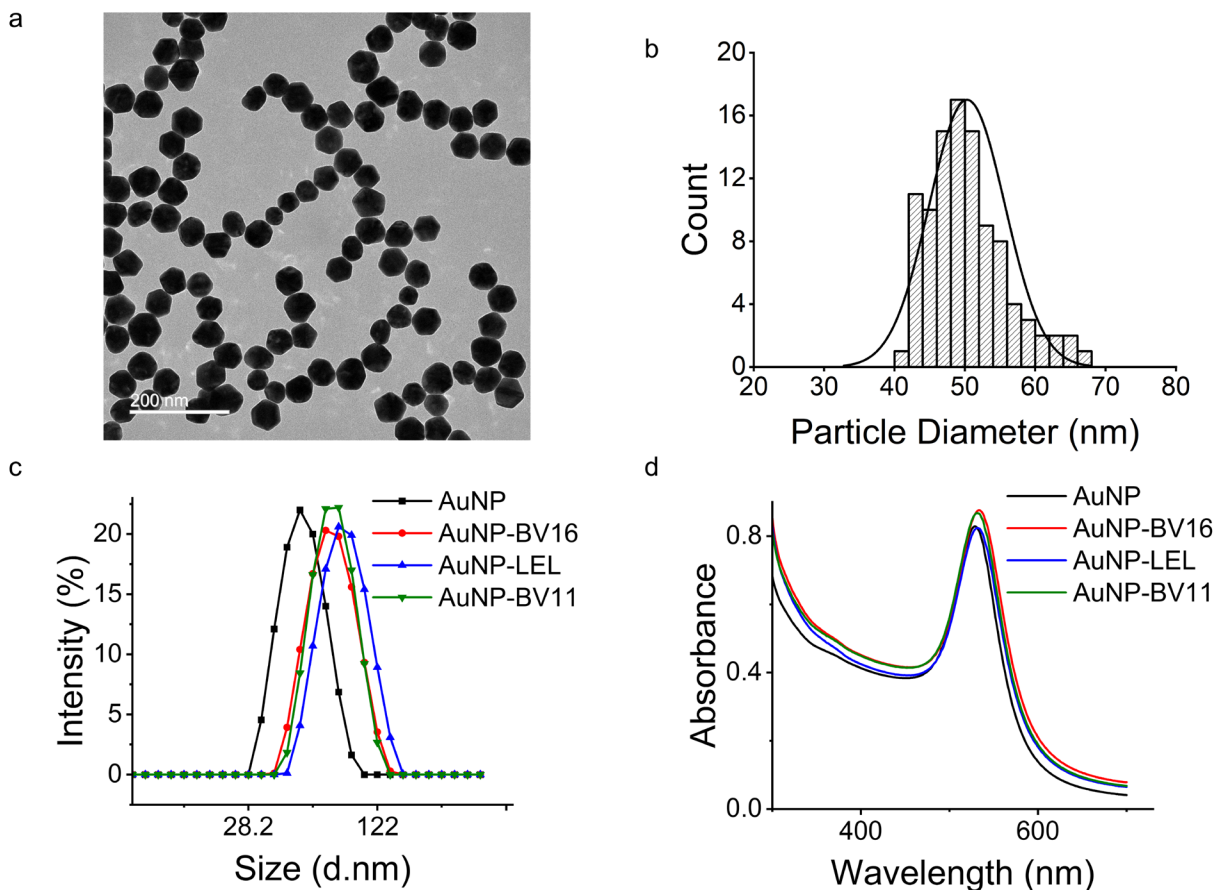 a
200 nm
b
20
16
12
8
4
0
Count
20 30 40 50 60 70 80
Particle Diameter (nm)
c
AuNP
AuNP-BV16
AuNP-LEL
AuNP-BV11
20
15
10
5
0
Intensity (%)
28.2 122
Size (d.nm)
d
AuNP
AuNP-BV16
AuNP-LEL
AuNP-BV11
0.8
0.4
0.0
Absorbance
400 600
Wavelength (nm)